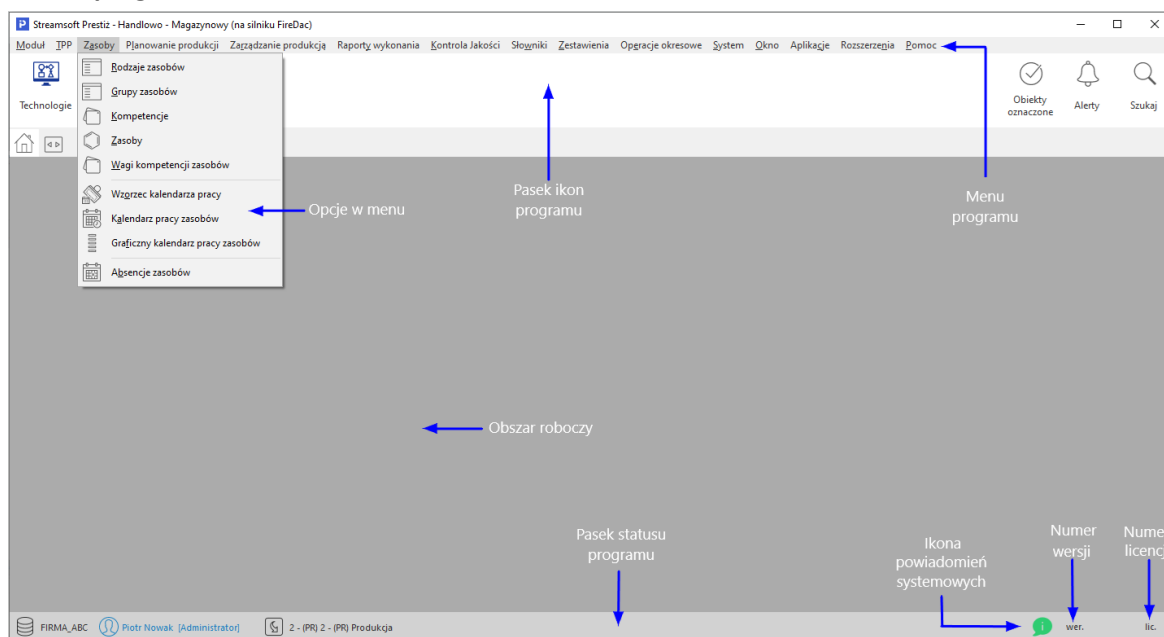 Streamsoft Prestiż - Handlowo - Magazynowy (na silniku FireDac)
Moduł TPP Zasoby Planowanie produkcji Zarządzanie produkcją Raporty wykonania Kontrola Jakości Słowniki Zestawienia Operacje okresowe System Okno Aplikacje Rozszerzenia Pomoc
Technologie
Obiekty
oznaczone
Alerty
Szukaj
Rodzaje zasobów
Grupy zasobów
Kompetencje
Zasoby
Wagi kompetencji zasobów
Wzorzec kalendarza pracy
Kalendarz pracy zasobów
Graficzny kalendarz pracy zasobów
Absencje zasobów
Opcje w menu
Pasek ikon
programu
Menu
programu
Obszar roboczy
Pasek statusu
programu
Ikona
powiadomień
systemowych
Numer
wersji
Nume
licencj
FIRMA_ABC Piotr Nowak [Administrator] 2 - (PR) 2 - (PR) Produkcja wer. lic.